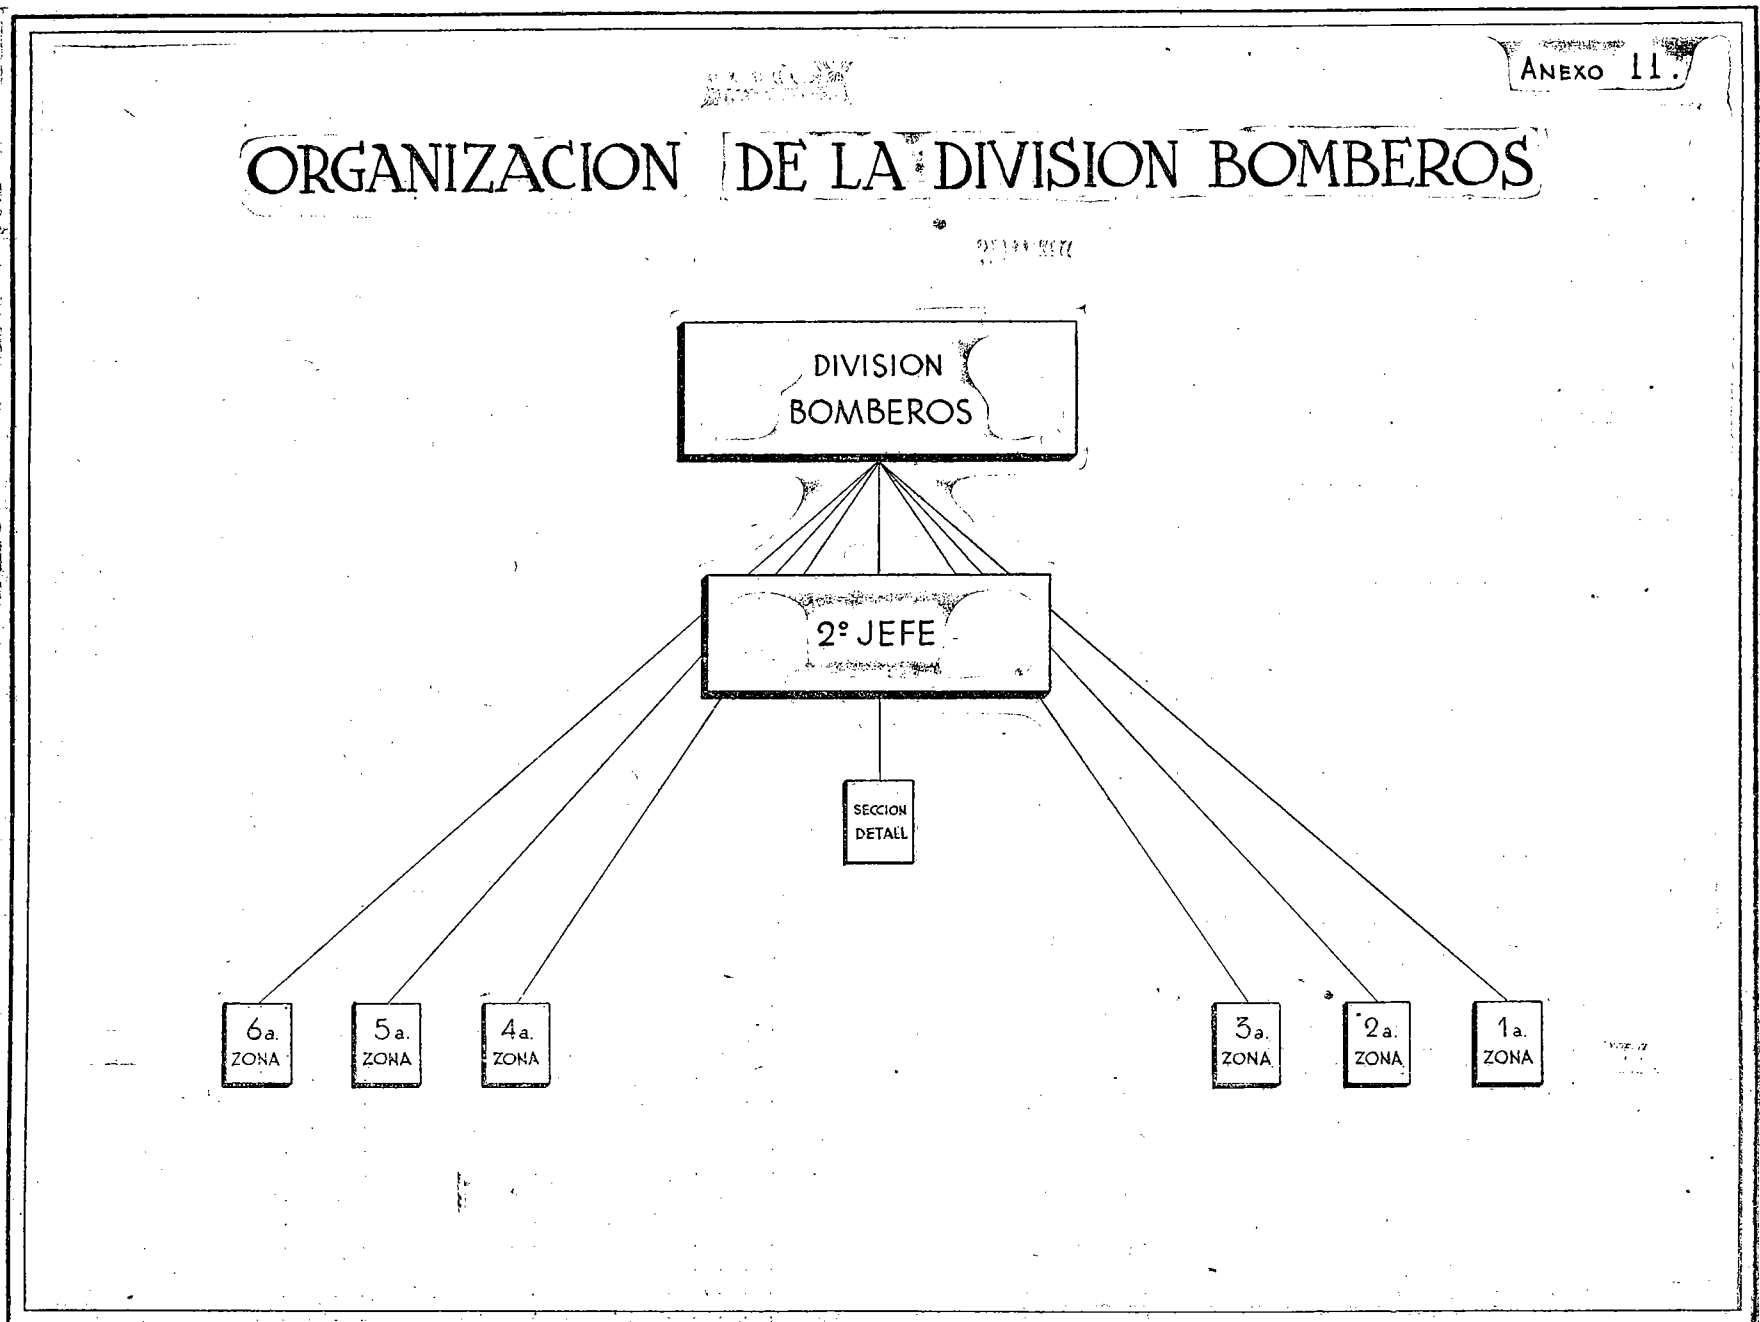 ANEXO 11.
ORGANIZACION DE LA DIVISION BOMBEROS
DIVISION
BOMBEROS
2º JEFE
SECCION
DETALL
6a.
ZONA
5a.
ZONA
4a.
ZONA
3a.
ZONA
2a.
ZONA
1a.
ZONA